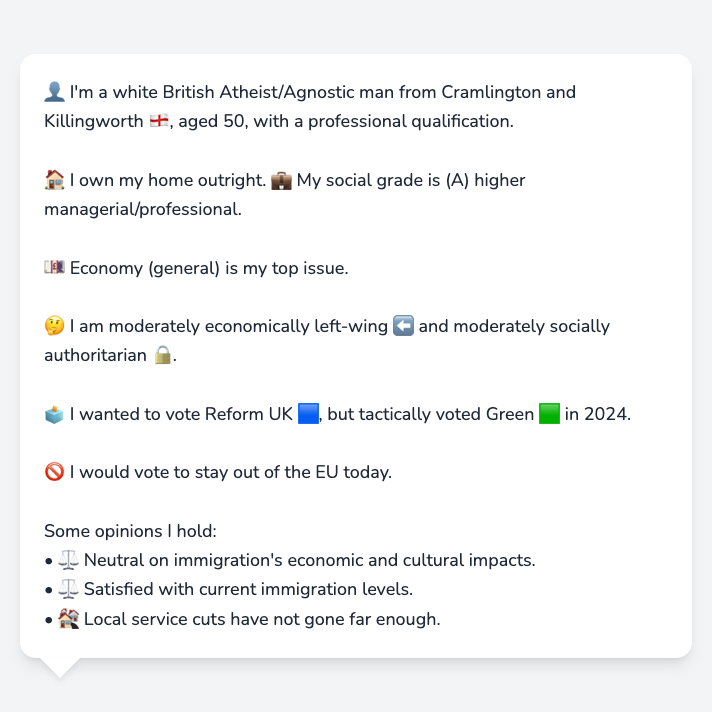 👤 I'm a white British Atheist/Agnostic man from Cramlington and
Killingworth 🏴󠁧󠁢󠁥󠁮󠁧󠁿, aged 50, with a professional qualification.
🏠 I own my home outright. 💼 My social grade is (A) higher
managerial/professional.
💷 Economy (general) is my top issue.
🤔 I am moderately economically left-wing ⬅️ and moderately socially
authoritarian 🔒.
🗳️ I wanted to vote Reform UK 🟦, but tactically voted Green 🟩 in 2024.
🚫 I would vote to stay out of the EU today.
Some opinions I hold:
• ⚖️ Neutral on immigration's economic and cultural impacts.
• ⚖️ Satisfied with current immigration levels.
• 🏚️ Local service cuts have not gone far enough.